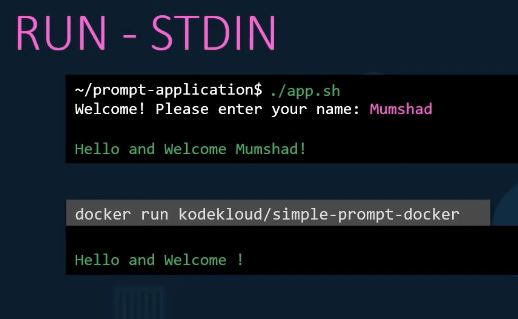 RUN - STDIN
~/prompt-application$ ./app.sh
Welcome! Please enter your name: Mumshad
Hello and Welcome Mumshad!
docker run kodekloud/simple-prompt-docker
Hello and Welcome !